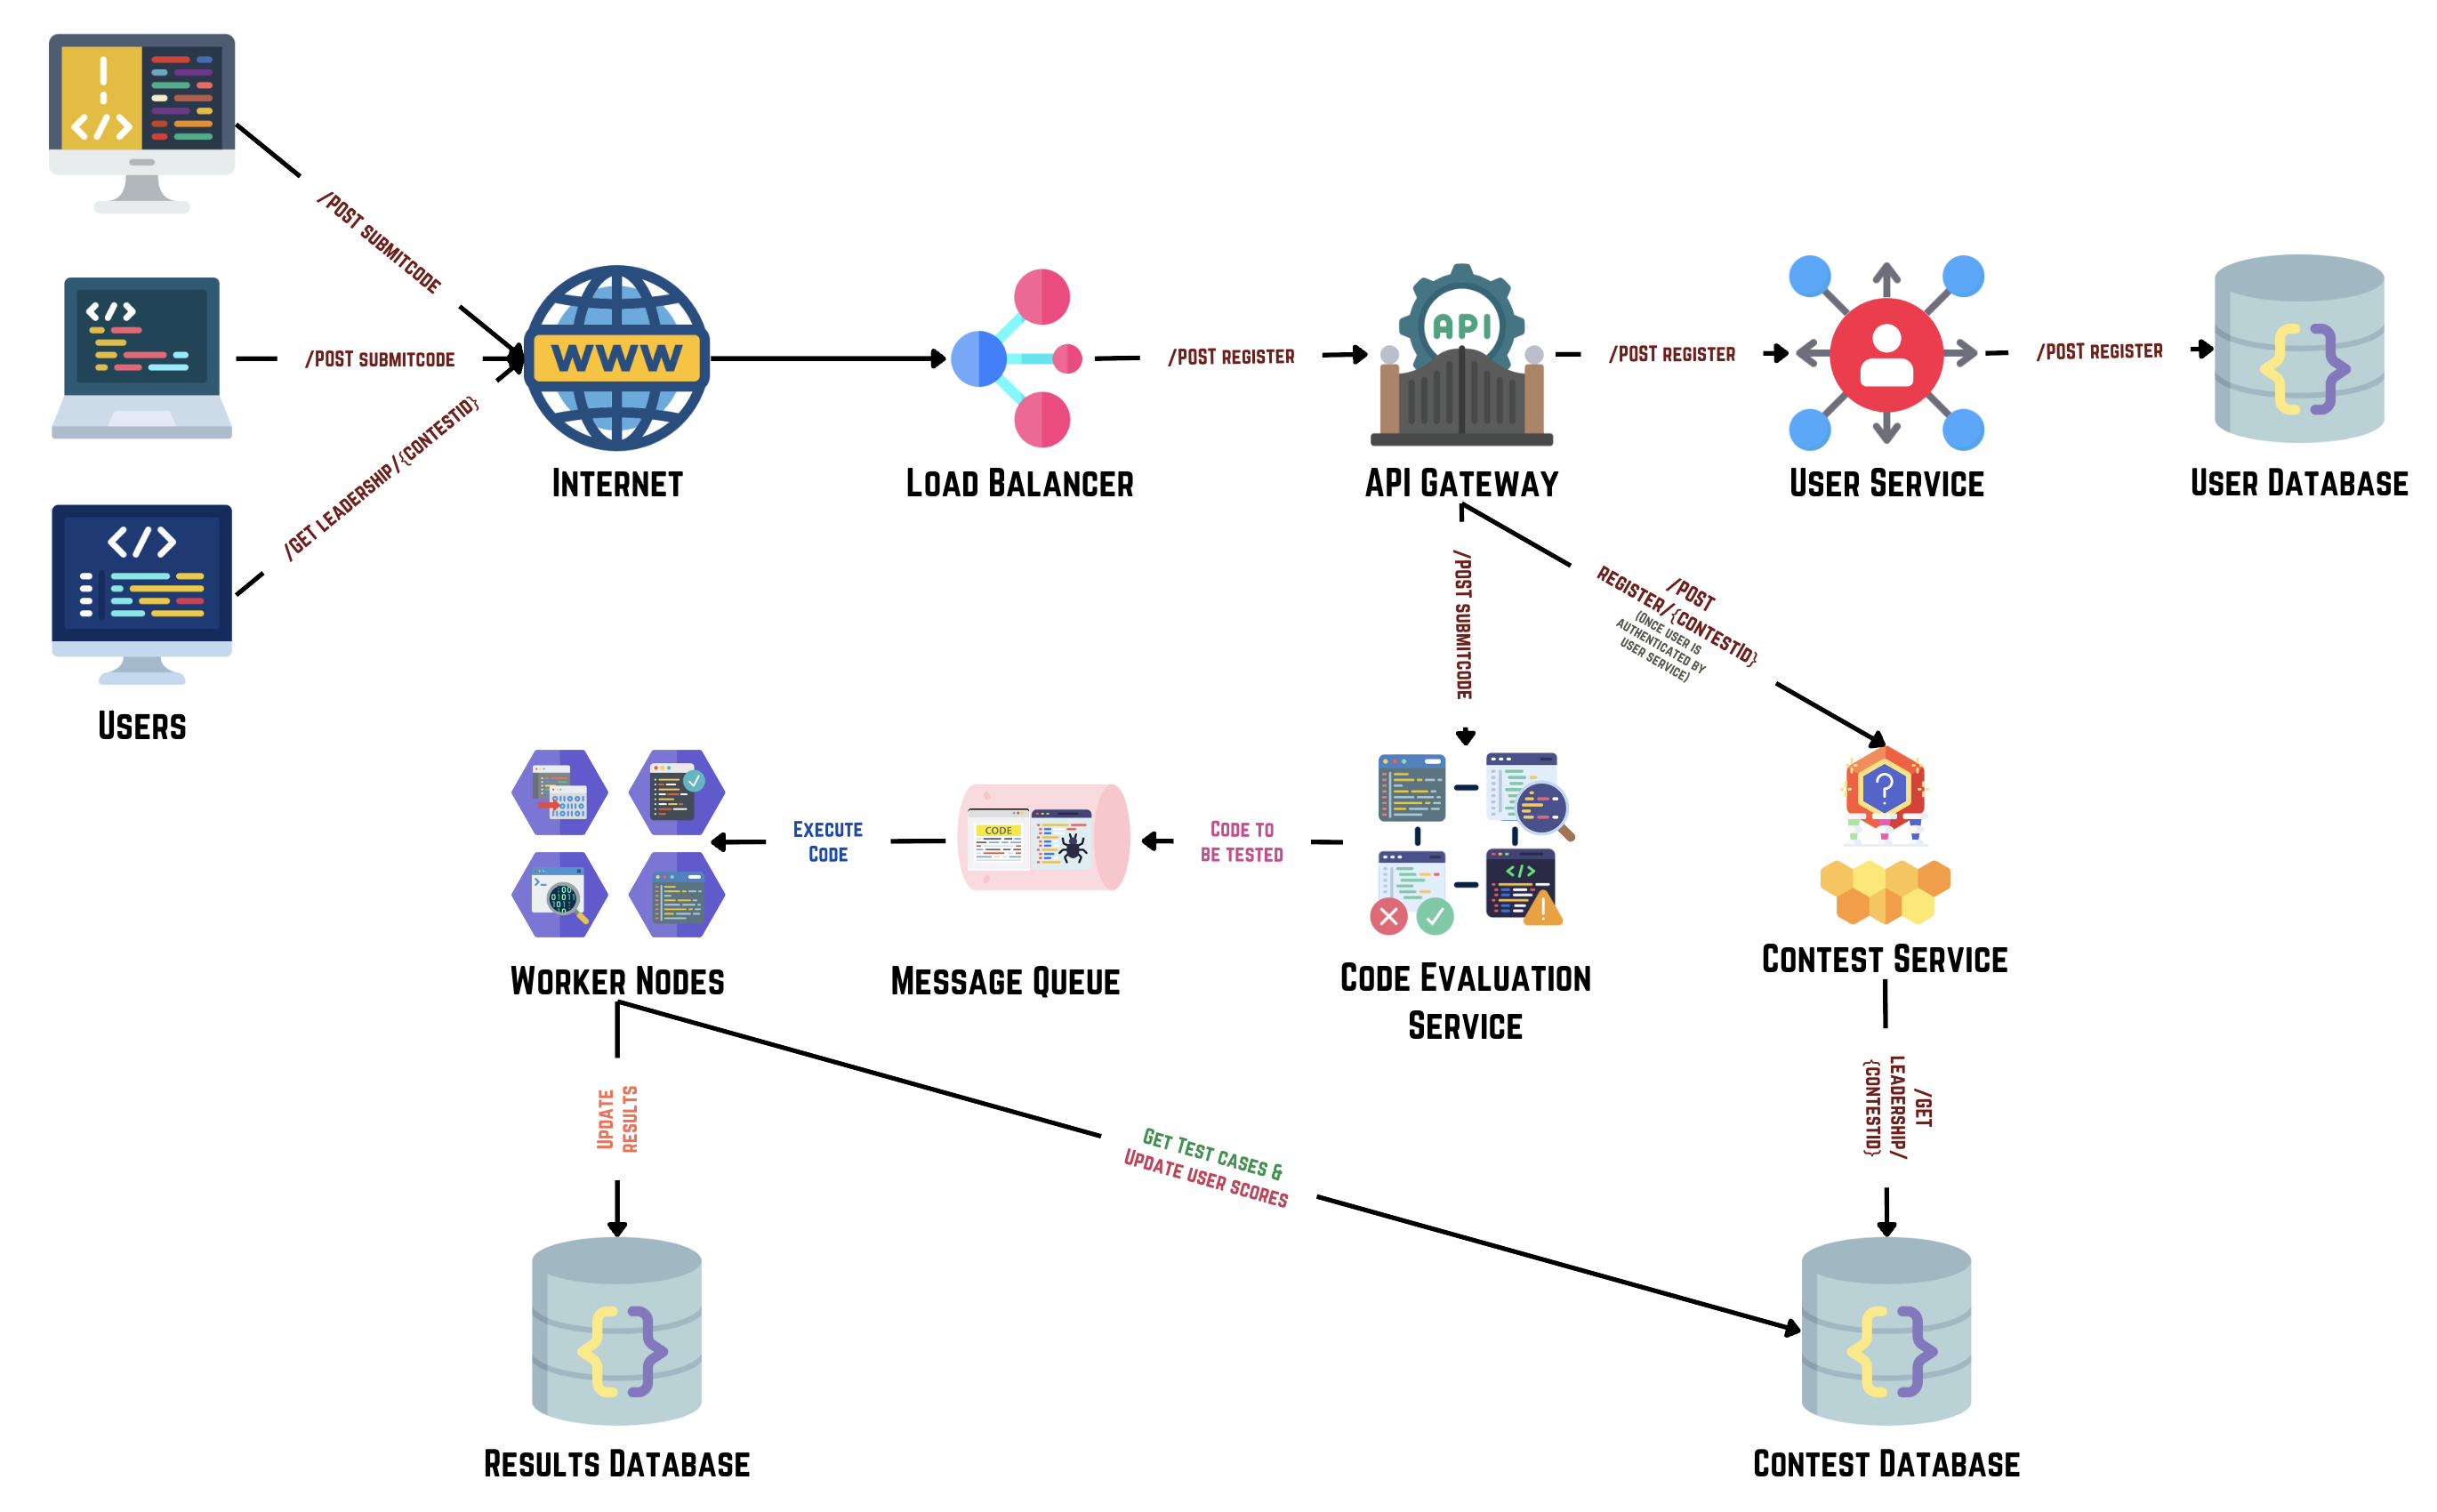 /POST SUBMITCODE
/POST SUBMITCODE
/GET LEADERSHIP/{CONTESTID}
USERS
WWW
INTERNET
LOAD BALANCER
/POST REGISTER
API
API GATEWAY
/POST REGISTER
USER SERVICE
/POST REGISTER
USER DATABASE
/POST SUBMITCODE
/POST
REGISTER/{CONTESTID}
(ONCE USER IS
AUTHENTICATED BY
USER SERVICE)
WORKER NODES
EXECUTE
CODE
CODE
MESSAGE QUEUE
CODE TO
BE TESTED
CODE EVALUATION
SERVICE
?
CONTEST SERVICE
UPDATE
RESULTS
GET TEST CASES &
UPDATE USER SCORES
/GET
LEADERSHIP/
{CONTESTID}
RESULTS DATABASE
CONTEST DATABASE